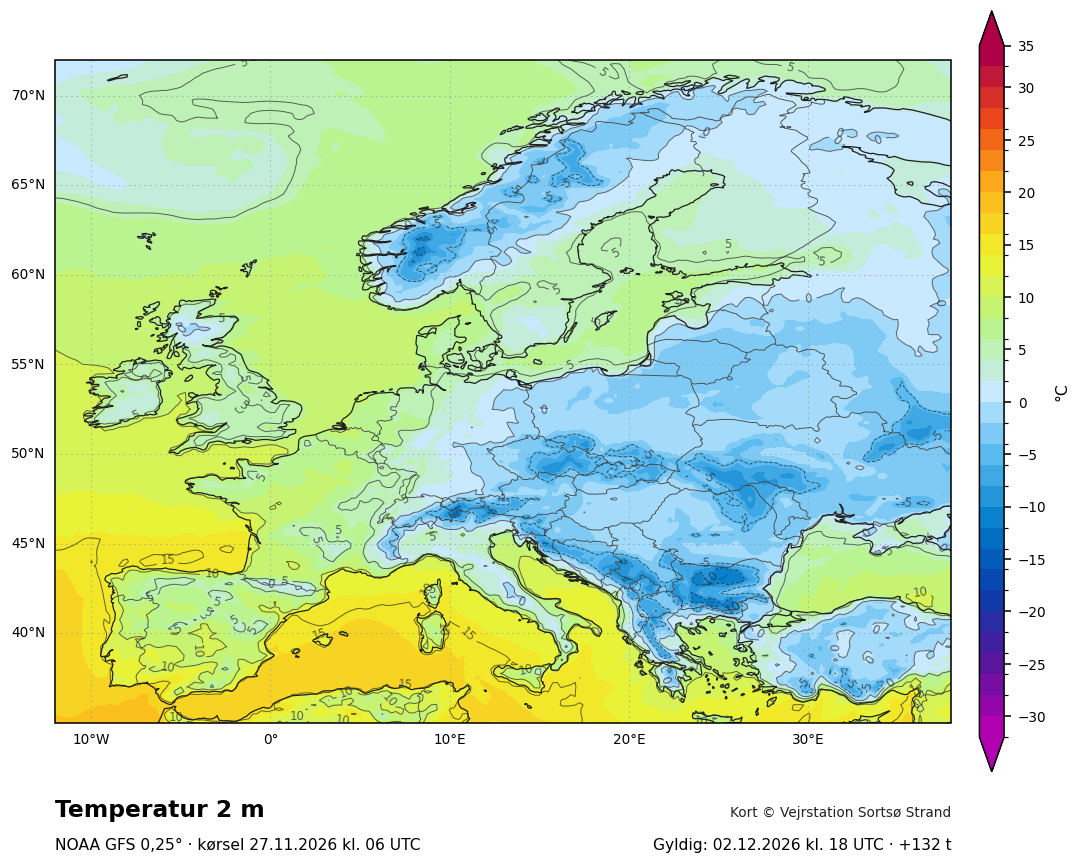 35
30
25
20
15
10
5
0
−5
−10
−15
−20
−25
−30
°C
70°N
65°N
60°N
55°N
50°N
45°N
40°N
10°W
0°
10°E
20°E
30°E
Temperatur 2 m
Kort © Vejrstation Sortsø Strand
NOAA GFS 0,25° · kørsel 27.11.2026 kl. 06 UTC
Gyldig: 02.12.2026 kl. 18 UTC · +132 t